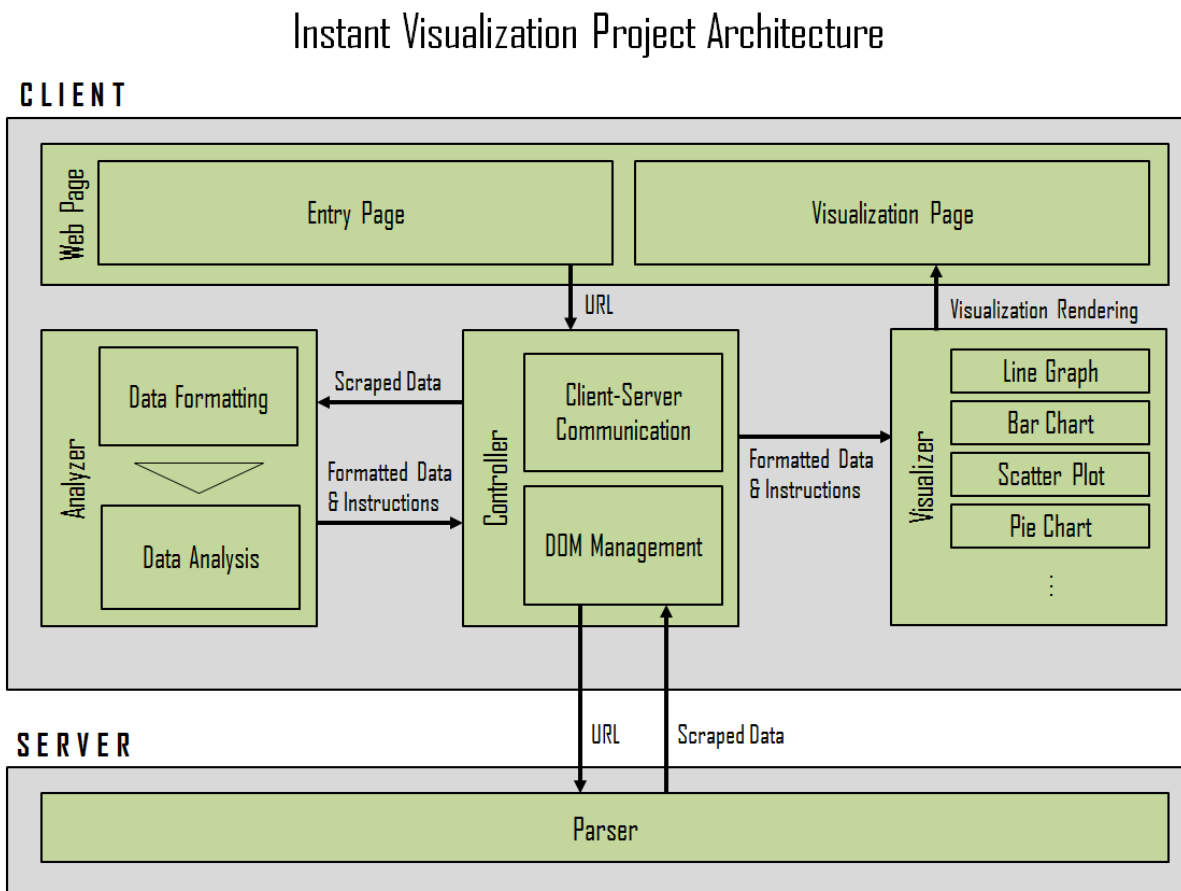 Instant Visualization Project Architecture
CLIENT
Web Page
Entry Page
Visualization Page
URL
Visualization Rendering
Analyzer
Data Formatting
Data Analysis
Scraped Data
Formatted Data
& Instructions
Controller
Client-Server
Communication
DOM Management
Formatted Data
& Instructions
Visualizer
Line Graph
Bar Chart
Scatter Plot
Pie Chart
...
URL
Scraped Data
SERVER
Parser